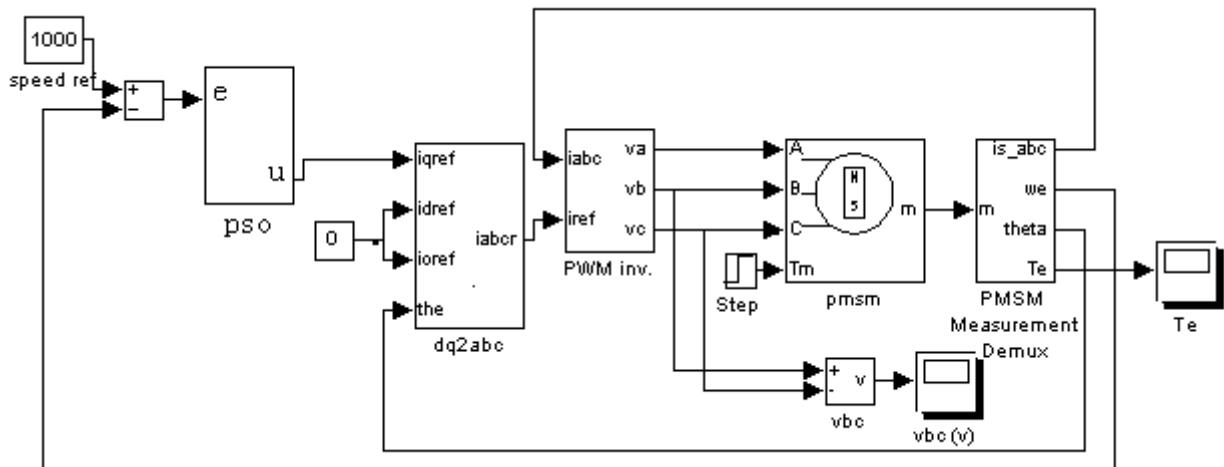 1000
speed ref
+
−
e
u
pso
iqref
idref
ioref
the
iabcr
dq2abc
0
iabc
iref
va
vb
vc
PWM inv.
Step
A
B
C
Tm
N
S
m
pmsm
m
is_abc
we
theta
Te
PMSM
Measurement
Demux
Te
+
-
v
vbc
vbc (v)